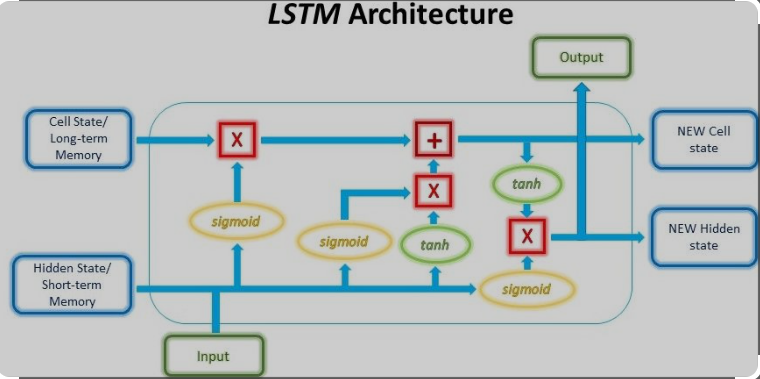 LSTM Architecture
Output
Cell State/
Long-term
Memory
X
+
NEW Cell
state
tanh
X
sigmoid
sigmoid
tanh
X
NEW Hidden
state
Hidden State/
Short-term
Memory
sigmoid
Input